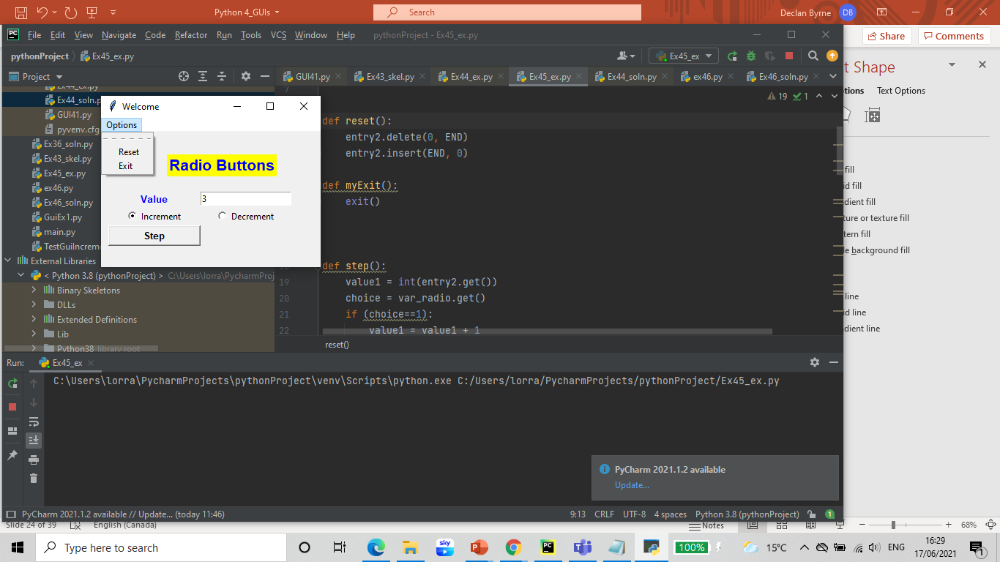 Python 4_GUIs
Search
Declan Byrne
DB
Share
Comments
PC
File Edit View Navigate Code Refactor Run Tools VCS Window Help
pythonProject - Ex45_ex.py
pythonProject
Ex45_ex.py
Ex45_ex
Project
GUI41.py
Ex43_skel.py
Ex44_ex.py
Ex45_ex.py
Ex44_soln.py
ex46.py
Ex46_soln.py
Ex44_ex.py
Ex44_soln.p
GUI41.py
pyvenv.cfg
Ex36_soln.py
Ex43_skel.py
Ex45_ex.py
ex46.py
Ex46_soln.py
GuiEx1.py
main.py
TestGuiIncrem
External Libraries
< Python 3.8 (pythonProject) > C:\Users\lorra\PycharmProj
Binary Skeletons
DLLs
Extended Definitions
Lib
Python38 library root
Welcome
Options
Reset
Exit
Radio Buttons
Value
3
Increment
Decrement
Step
7
19
1
def reset():
entry2.delete(0, END)
entry2.insert(END, 0)
def myExit():
exit()
def step():
19 value1 = int(entry2.get())
20 choice = var_radio.get()
21 if (choice==1):
22 value1 = value1 + 1
reset()
t Shape
tions
Text Options
fill
id fill
dient fill
ture or texture fill
tern fill
e background fill
line
id line
dient line
Run:
Ex45_ex
C:\Users\lorra\PycharmProjects\pythonProject\venv\Scripts\python.exe C:/Users/lorra/PycharmProjects/pythonProject/Ex45_ex.py
PyCharm 2021.1.2 available
Update...
PyCharm 2021.1.2 available // Update... (today 11:46)
9:13 CRLF UTF-8 4 spaces Python 3.8 (pythonProject)
1
Slide 24 of 39
English (Canada)
Notes
68%
Type here to search
sky
PC
100%
15°C
ENG
16:29
17/06/2021
1